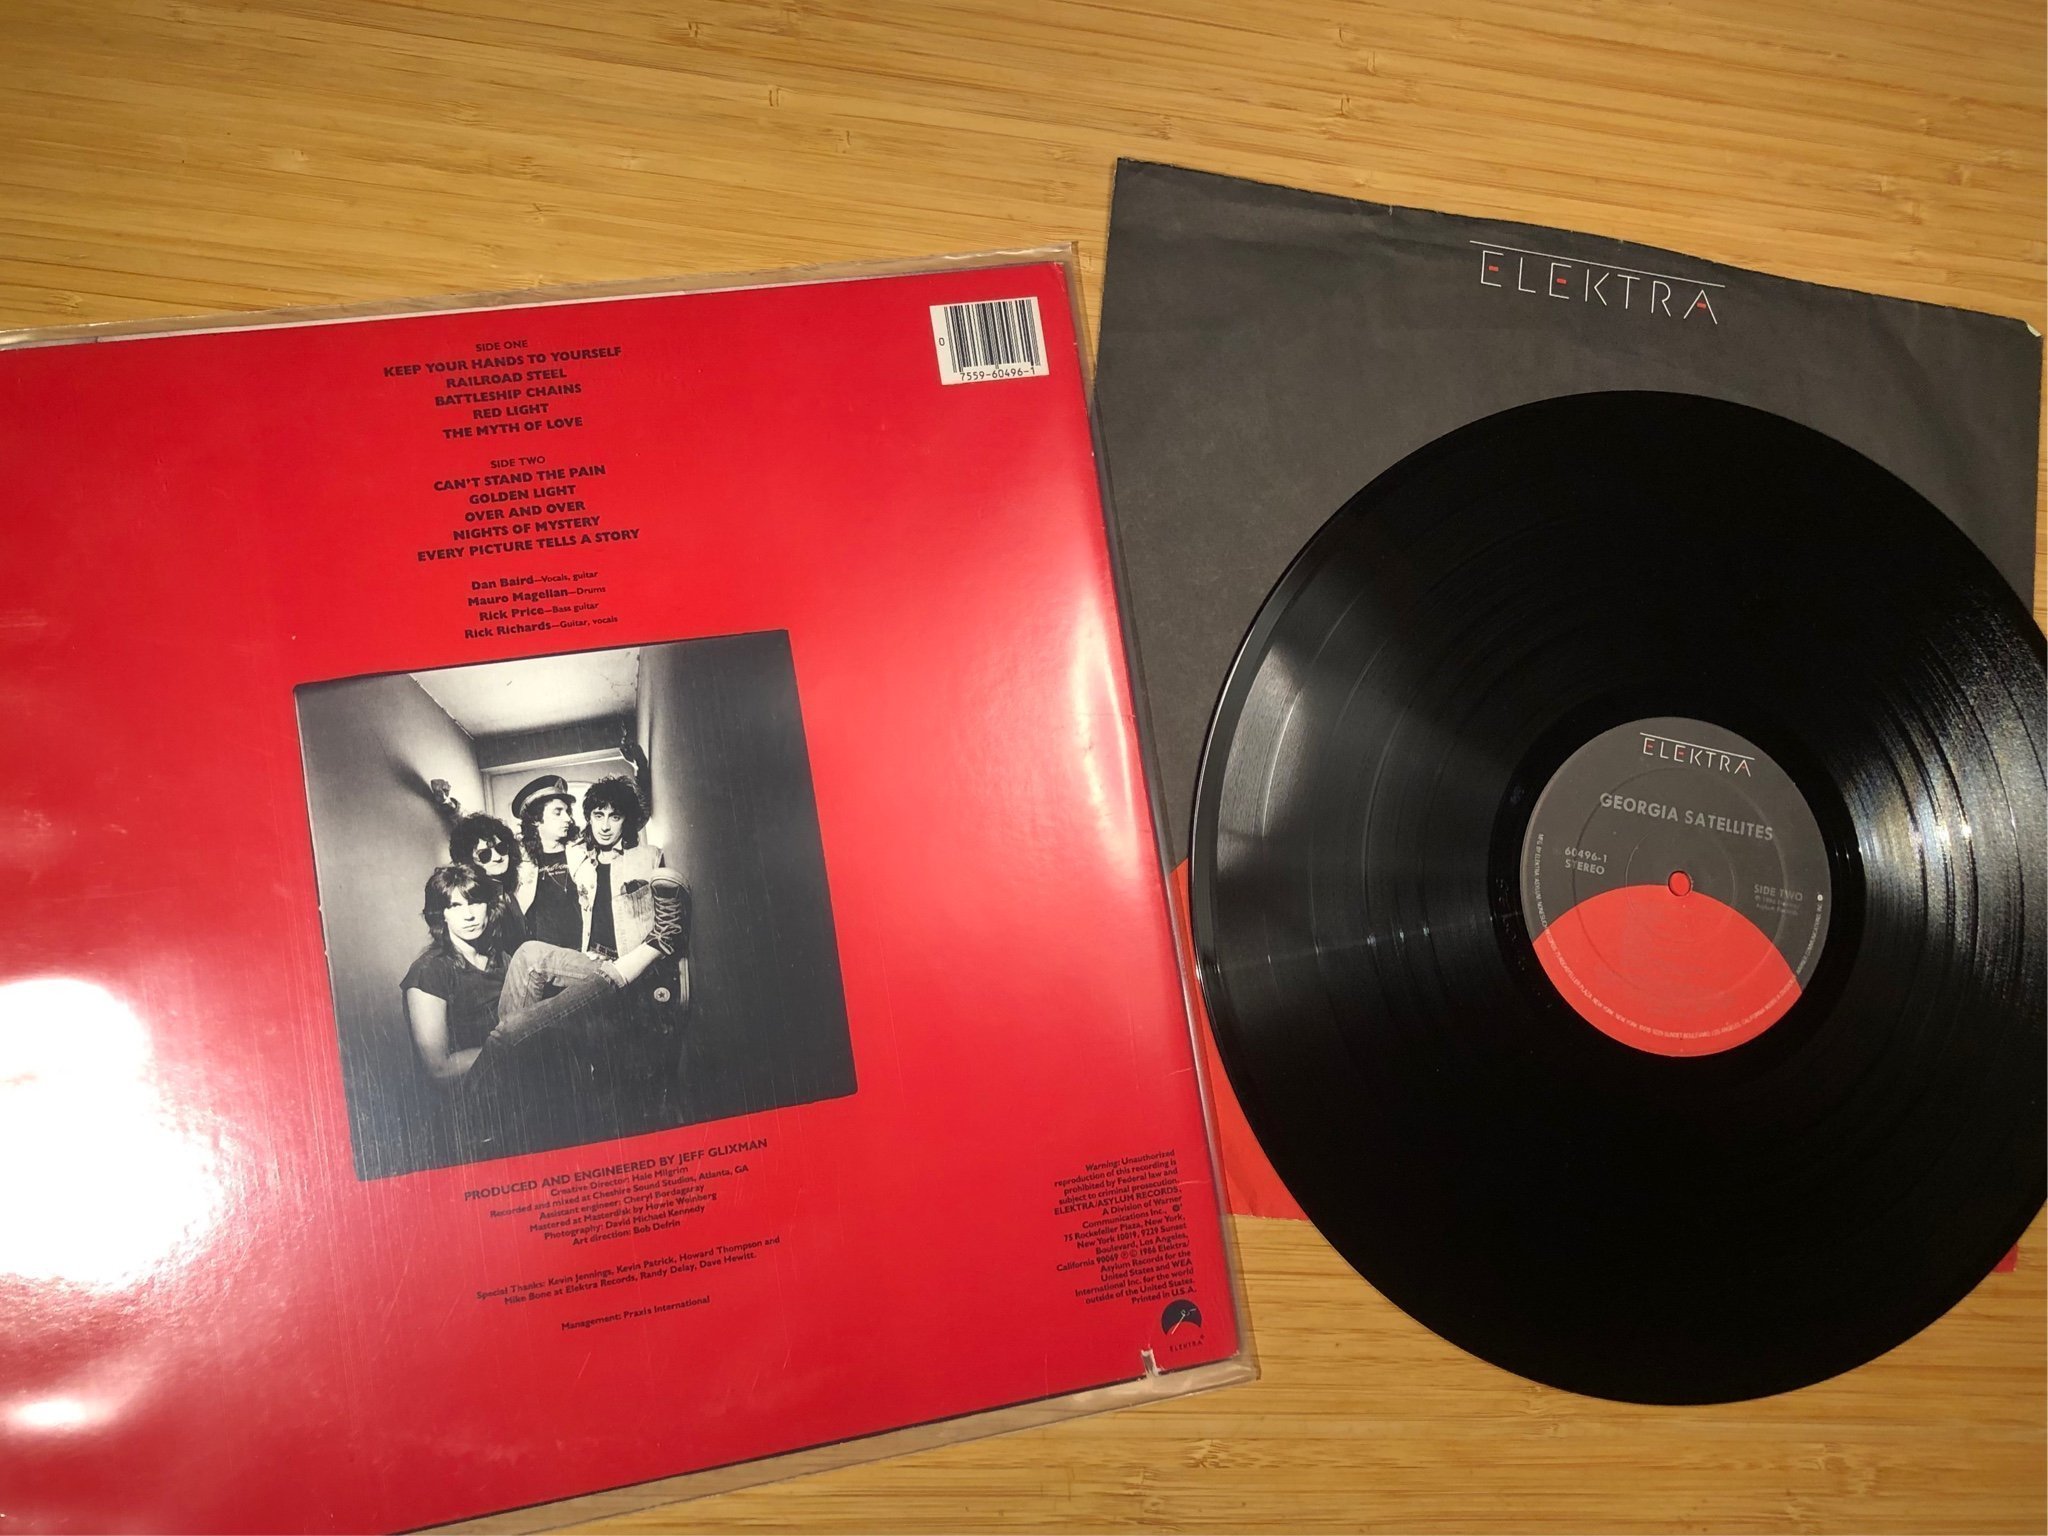 SIDE ONE
KEEP YOUR HANDS TO YOURSELF
RAILROAD STEEL
BATTLESHIP CHAINS
RED LIGHT
THE MYTH OF LOVE
SIDE TWO
CAN'T STAND THE PAIN
GOLDEN LIGHT
OVER AND OVER
NIGHTS OF MYSTERY
EVERY PICTURE TELLS A STORY
Dan Baird—Vocals, guitar
Mauro Magellan—Drums
Rick Price—Bass guitar
Rick Richards—Guitar, vocals
PRODUCED AND ENGINEERED BY JEFF GLIXMAN
Creative Director: Hale Milgrim
Recorded and mixed at Cheshire Sound Studios, Atlanta, GA
Assistant engineer: Cheryl Bordagaray
Mastered at Masterdisk by Howie Weinberg
Photography: David Michael Kennedy
Art direction: Bob Defrin
Special Thanks: Kevin Jennings, Kevin Patrick, Howard Thompson and
Mike Bone at Elektra Records, Randy Delay, Dave Hewitt.
Management: Praxis International
0
7559-60496-1
Warning: Unauthorized
reproduction of this recording is
prohibited by Federal law and
subject to criminal prosecution.
ELEKTRA/ASYLUM RECORDS,
A Division of Warner
Communications Inc.,
75 Rockefeller Plaza, New York,
New York 10019, 9229 Sunset
Boulevard, Los Angeles,
California 90069 ℗ © 1986 Elektra/
Asylum Records for the
United States and WEA
International Inc. for the world
outside of the United States.
Printed in U.S.A.
ELEKTRA
ELEKTRA
ELEKTRA
GEORGIA SATELLITES
60496-1
STEREO
SIDE TWO
℗ 1986
Asylum Records